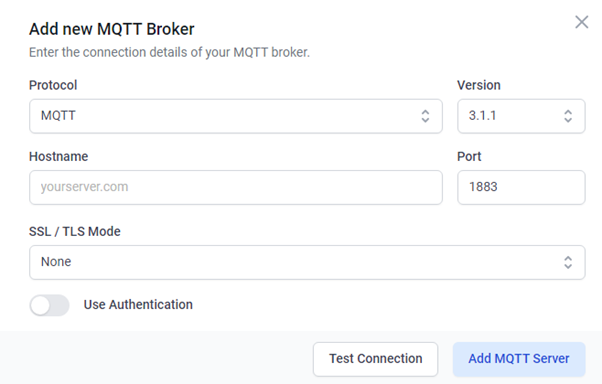 Add new MQTT Broker
Enter the connection details of your MQTT broker.
Protocol
Version
MQTT
3.1.1
Hostname
Port
yourserver.com
1883
SSL / TLS Mode
None
Use Authentication
Test Connection
Add MQTT Server